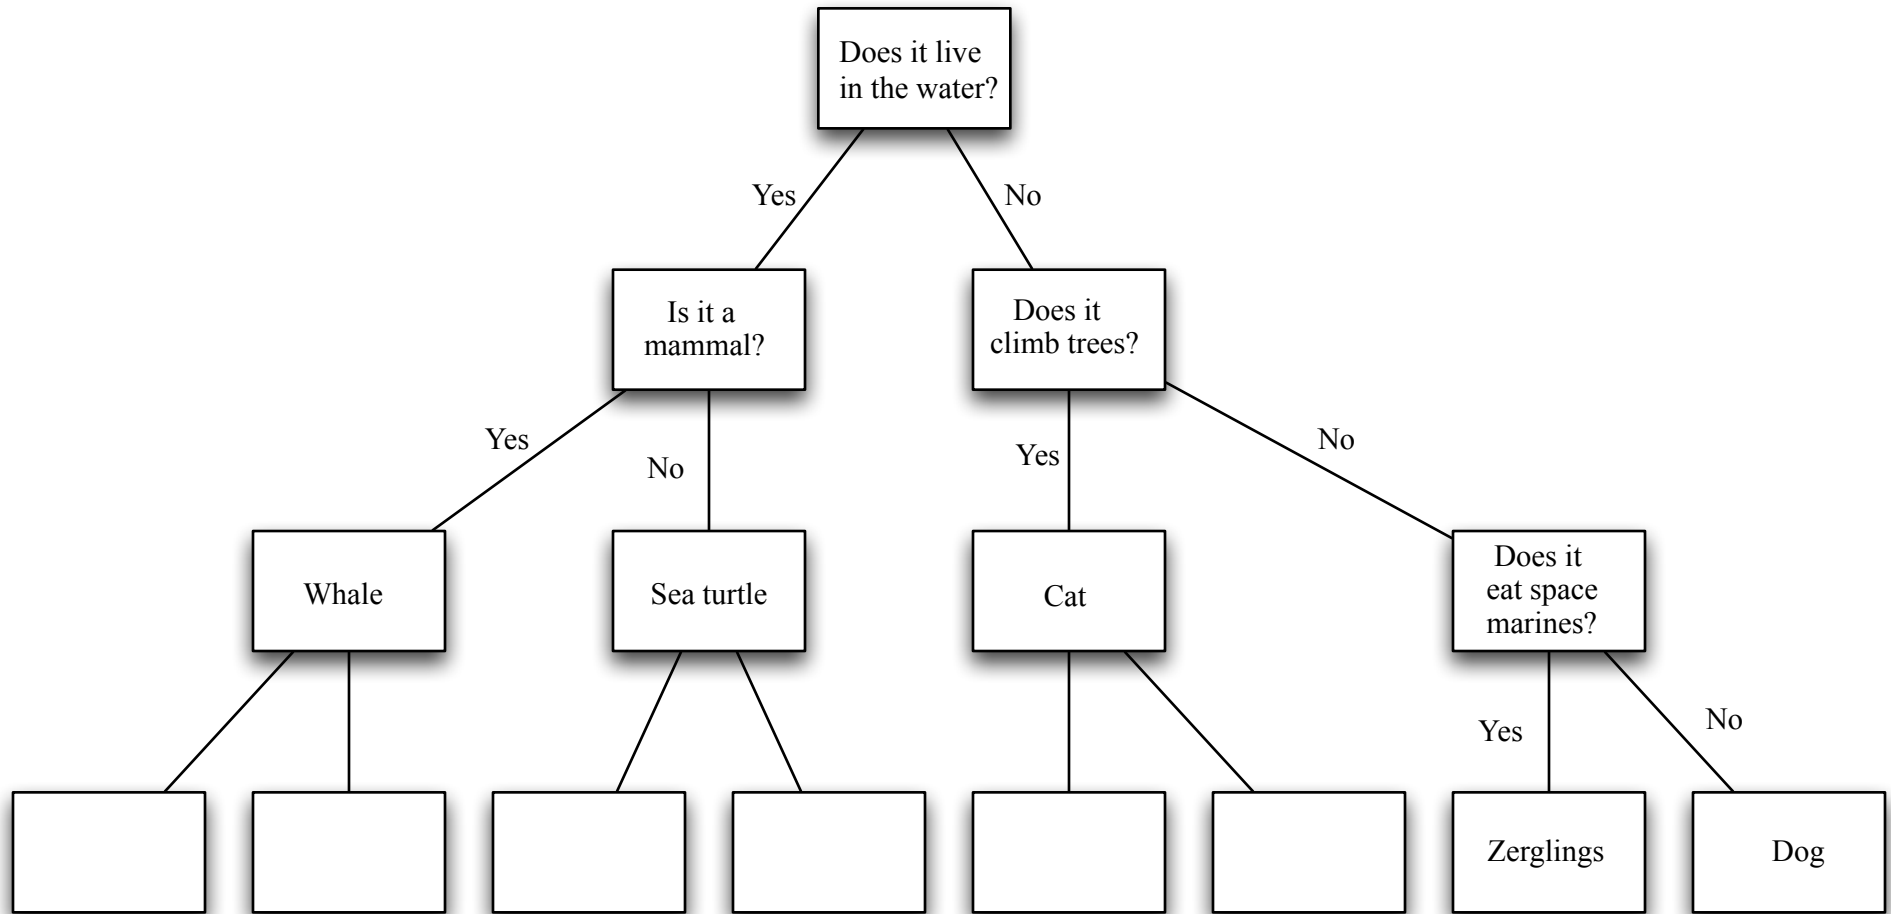 Does it live
in the water?
Yes
No
Is it a
mammal?
Does it
climb trees?
Yes
No
Yes
No
Whale
Sea turtle
Cat
Does it
eat space
marines?
Yes
No
Zerglings
Dog